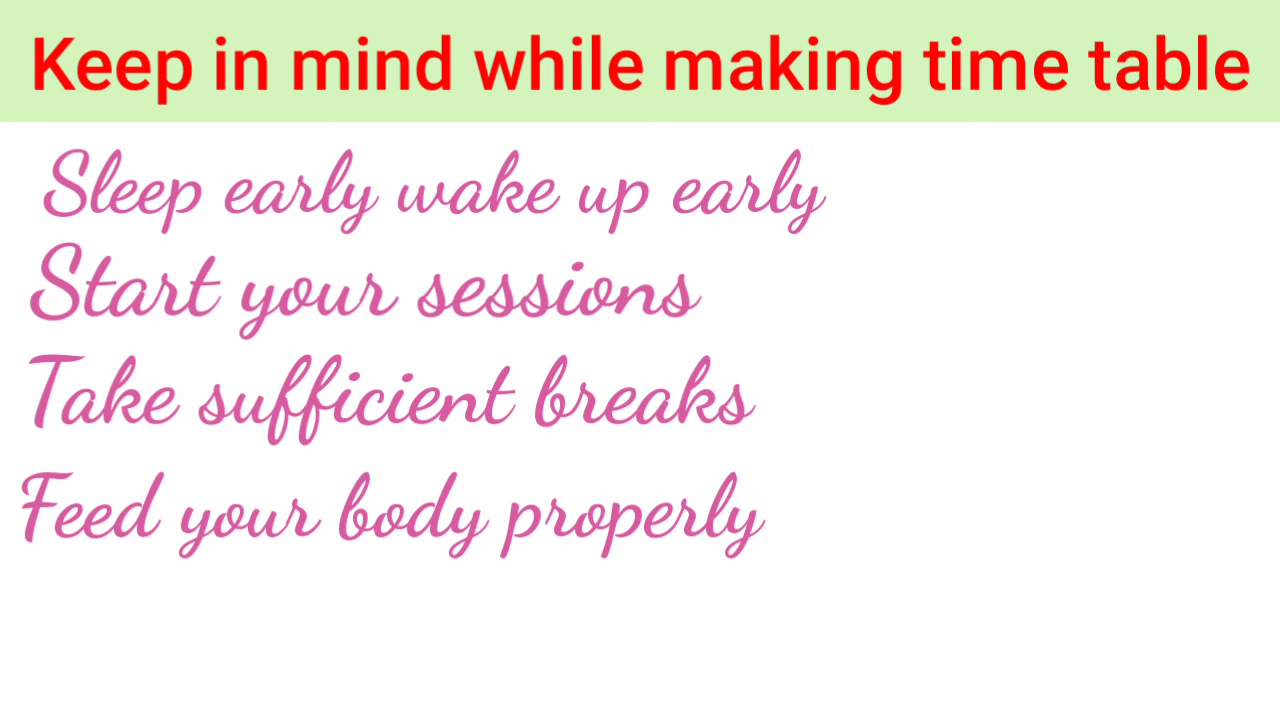 Keep in mind while making time table
Sleep early wake up early
Start your sessions
Take sufficient breaks
Feed your body properly